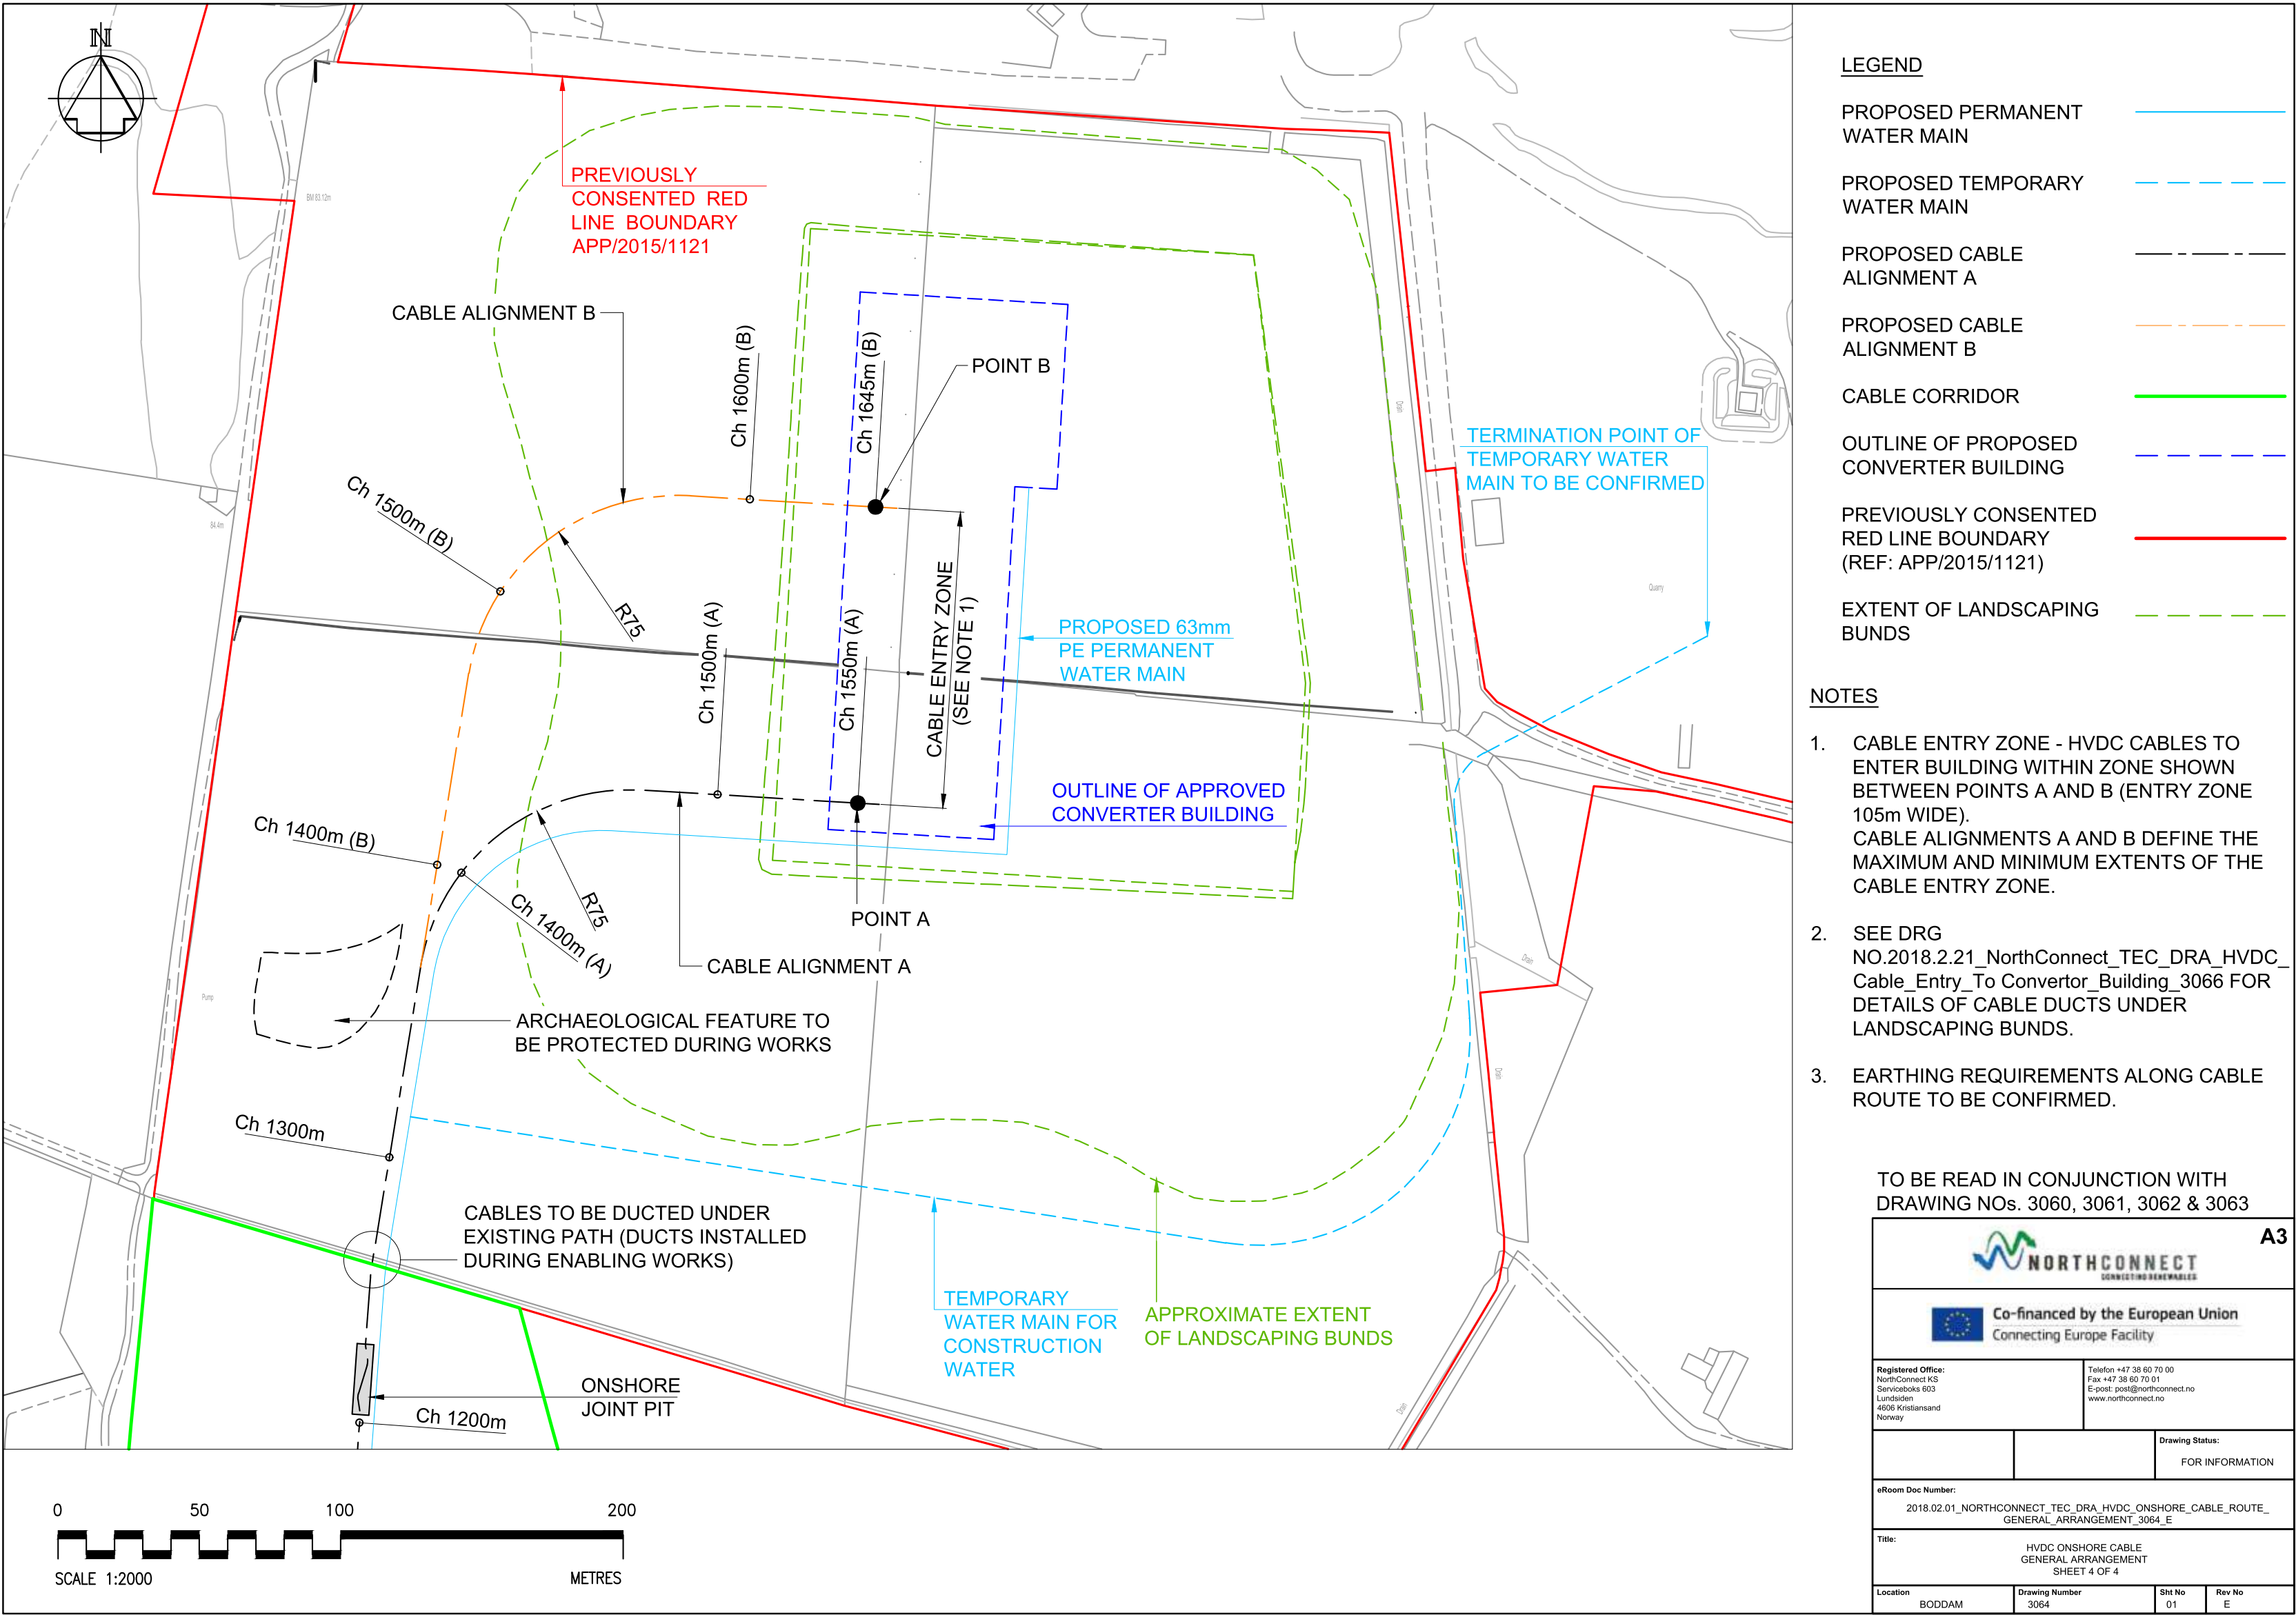 N
BM 83.12m
PREVIOUSLY
CONSENTED RED
LINE BOUNDARY
APP/2015/1121
CABLE ALIGNMENT B
Ch 1600m (B)
Ch 1645m (B)
POINT B
Drain
TERMINATION POINT OF
TEMPORARY WATER
MAIN TO BE CONFIRMED
84.4m
Ch 1500m (B)
R75
Quarry
Ch 1500m (A)
Ch 1550m (A)
CABLE ENTRY ZONE
(SEE NOTE 1)
PROPOSED 63mm
PE PERMANENT
WATER MAIN
OUTLINE OF APPROVED
CONVERTER BUILDING
Ch 1400m (B)
Ch 1400m (A)
R75
POINT A
CABLE ALIGNMENT A
Drain
Pump
ARCHAEOLOGICAL FEATURE TO
BE PROTECTED DURING WORKS
Drain
Ch 1300m
CABLES TO BE DUCTED UNDER
EXISTING PATH (DUCTS INSTALLED
DURING ENABLING WORKS)
TEMPORARY
WATER MAIN FOR
CONSTRUCTION
WATER
APPROXIMATE EXTENT
OF LANDSCAPING BUNDS
ONSHORE
JOINT PIT
Ch 1200m
Drain
0 50 100 200
SCALE 1:2000 METRES
LEGEND
PROPOSED PERMANENT
WATER MAIN
PROPOSED TEMPORARY
WATER MAIN
PROPOSED CABLE
ALIGNMENT A
PROPOSED CABLE
ALIGNMENT B
CABLE CORRIDOR
OUTLINE OF PROPOSED
CONVERTER BUILDING
PREVIOUSLY CONSENTED
RED LINE BOUNDARY
(REF: APP/2015/1121)
EXTENT OF LANDSCAPING
BUNDS
NOTES
1. CABLE ENTRY ZONE - HVDC CABLES TO
ENTER BUILDING WITHIN ZONE SHOWN
BETWEEN POINTS A AND B (ENTRY ZONE
105m WIDE).
CABLE ALIGNMENTS A AND B DEFINE THE
MAXIMUM AND MINIMUM EXTENTS OF THE
CABLE ENTRY ZONE.
2. SEE DRG
NO.2018.2.21_NorthConnect_TEC_DRA_HVDC_
Cable_Entry_To Convertor_Building_3066 FOR
DETAILS OF CABLE DUCTS UNDER
LANDSCAPING BUNDS.
3. EARTHING REQUIREMENTS ALONG CABLE
ROUTE TO BE CONFIRMED.
TO BE READ IN CONJUNCTION WITH
DRAWING NOs. 3060, 3061, 3062 & 3063
A3
NORTHCONNECT
CONNECTING RENEWABLES
Co-financed by the European Union
Connecting Europe Facility
Registered Office:
NorthConnect KS
Serviceboks 603
Lundsiden
4606 Kristiansand
Norway
Telefon +47 38 60 70 00
Fax +47 38 60 70 01
E-post: post@northconnect.no
www.northconnect.no
Drawing Status:
FOR INFORMATION
eRoom Doc Number:
2018.02.01_NORTHCONNECT_TEC_DRA_HVDC_ONSHORE_CABLE_ROUTE_
GENERAL_ARRANGEMENT_3064_E
Title:
HVDC ONSHORE CABLE
GENERAL ARRANGEMENT
SHEET 4 OF 4
Location Drawing Number Sht No Rev No
BODDAM 3064 01 E